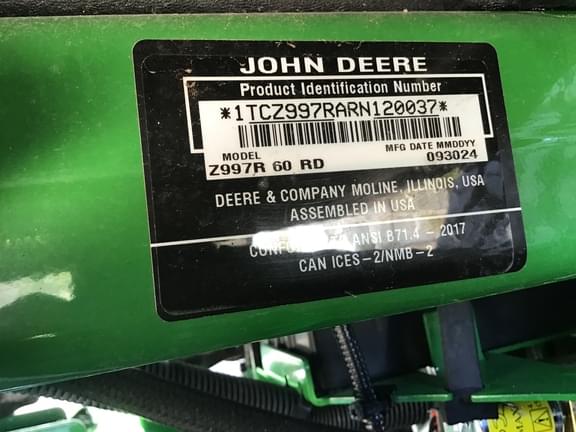 JOHN DEERE
Product Identification Number
*1TCZ997RARN120037*
MODEL MFG DATE MMDDYY
Z997R 60 RD 093024
DEERE & COMPANY MOLINE, ILLINOIS, USA
ASSEMBLED IN USA
ANSI B71.4 - 2017
CAN ICES-2/NMB-2